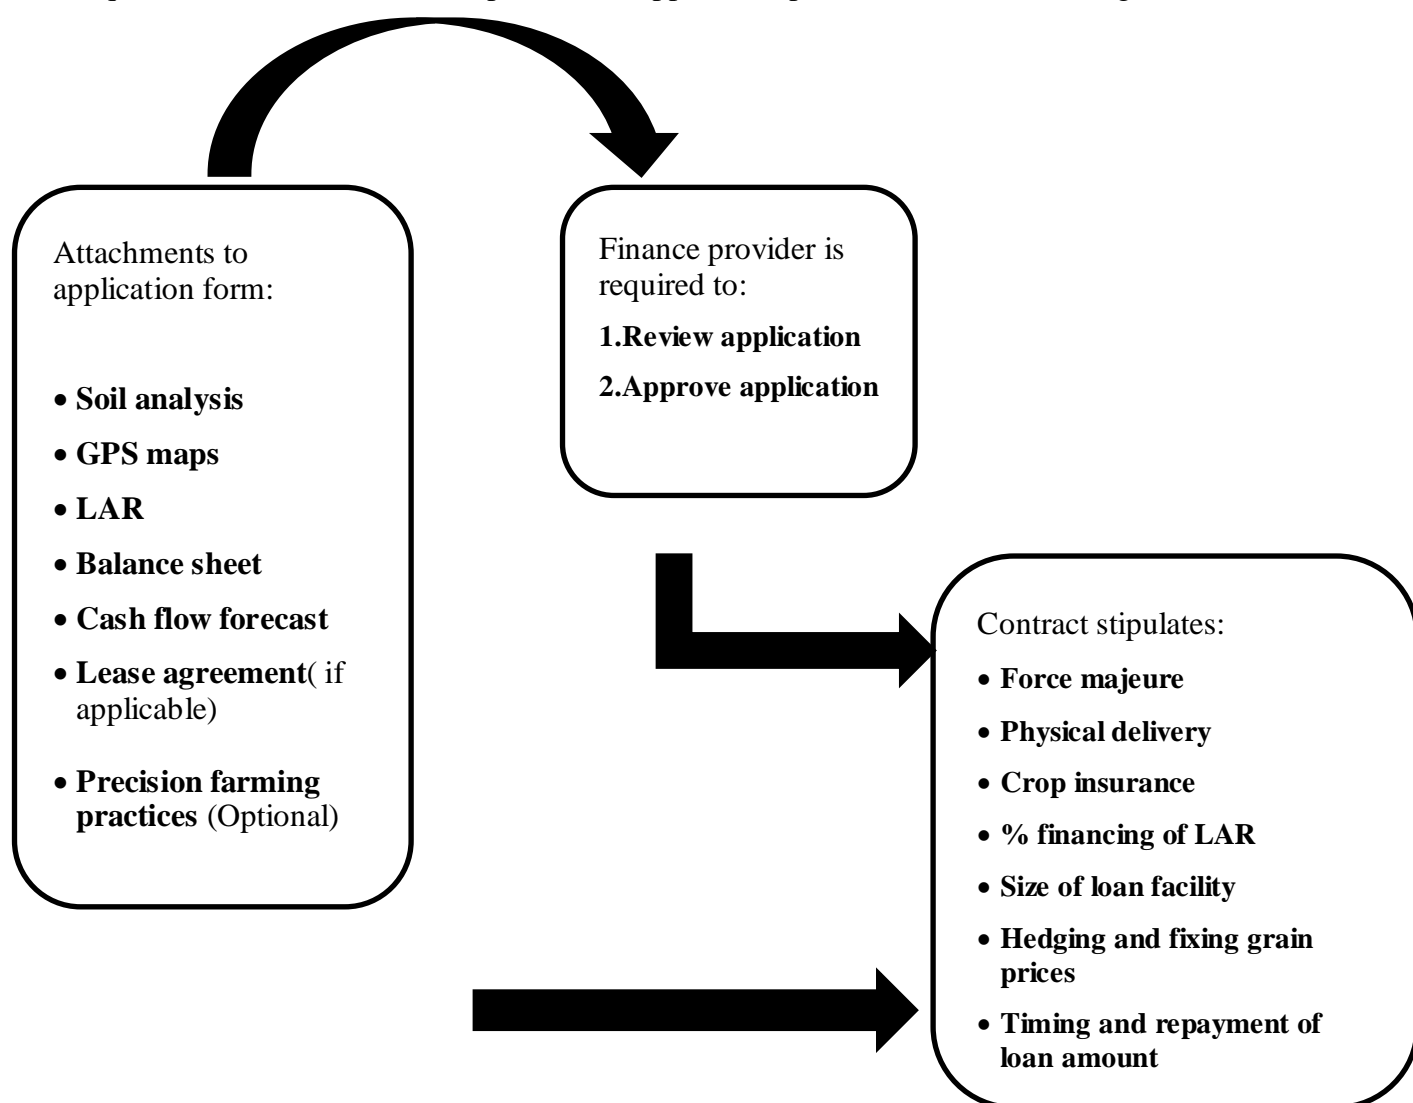 Attachments to
application form:
• Soil analysis
• GPS maps
• LAR
• Balance sheet
• Cash flow forecast
• Lease agreement( if
applicable)
• Precision farming
practices (Optional)
Finance provider is
required to:
1.Review application
2.Approve application
Contract stipulates:
• Force majeure
• Physical delivery
• Crop insurance
• % financing of LAR
• Size of loan facility
• Hedging and fixing grain
prices
• Timing and repayment of
loan amount